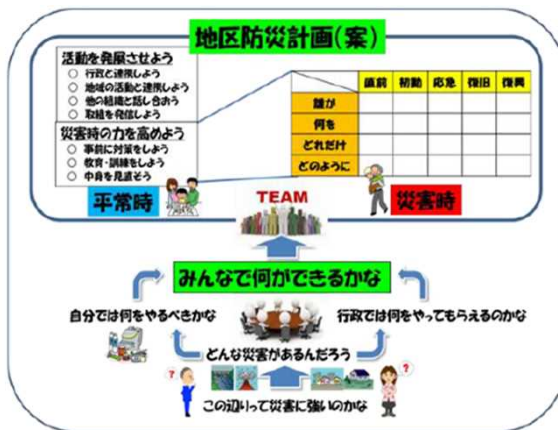 地区防災計画(案)
活動を発展させよう
○ 行政と連携しよう
○ 地域の活動と連携しよう
○ 他の組織と話し合おう
○ 取組を発信しよう
災害時の力を高めよう
○ 事前に対策をしよう
○ 教育・訓練をしよう
○ 中身を見直そう
直前 初動 応急 復旧 復興
誰が
何を
どれだけ
どのように
平常時
災害時
TEAM
みんなで何ができるかな
自分では何をやるべきかな
行政では何をやってもらえるのかな
どんな災害があるんだろう
? ?
この辺りって災害に強いのかな